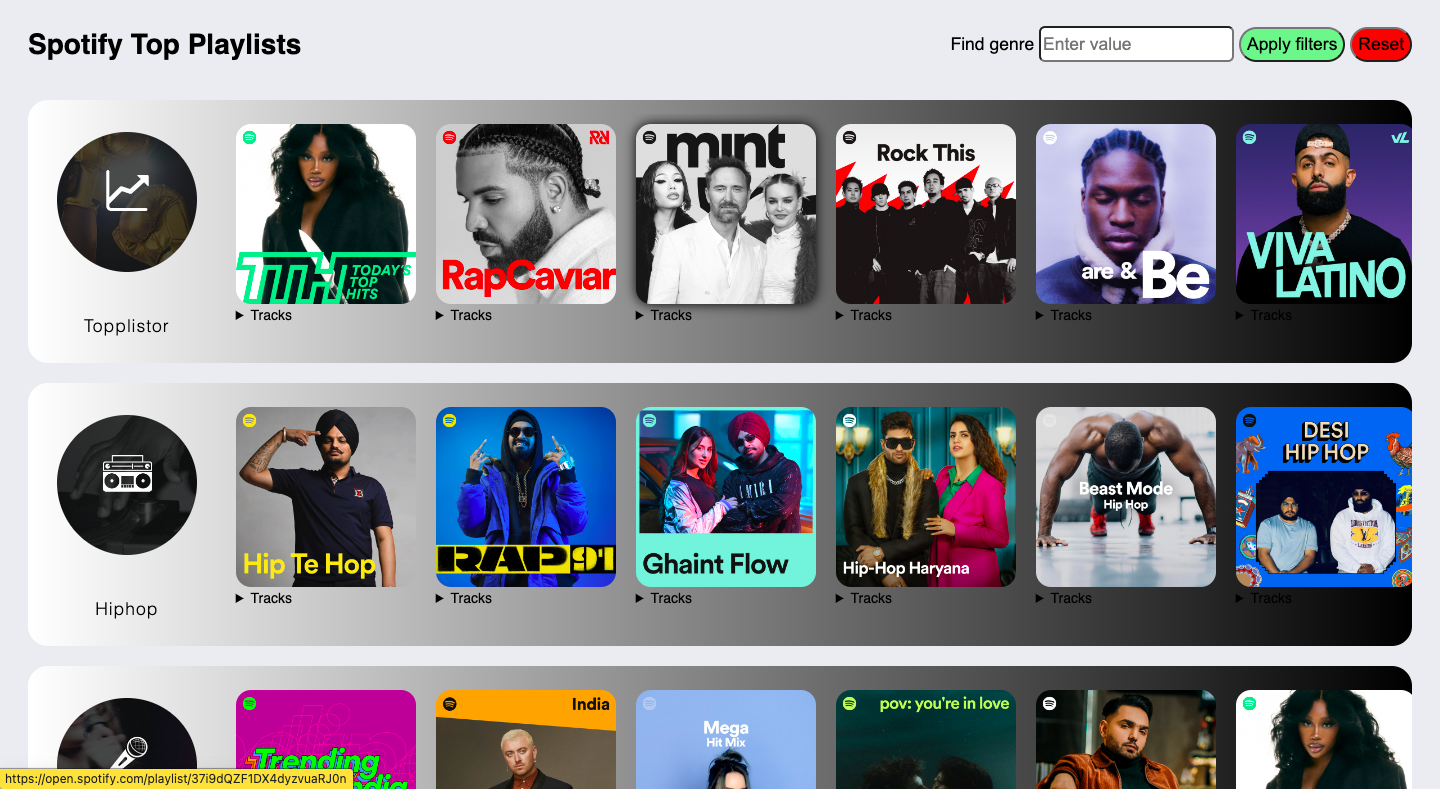 Spotify Top Playlists
Find genre Enter value Apply filters Reset
TTH TODAY'S
TOP
HITS
RapCaviar
mint
Rock This
are & Be
VIVA
LATINO
Topplistor
Tracks
Tracks
Tracks
Tracks
Tracks
Tracks
Hip Te Hop
RAP 91
AMIRI
Ghaint Flow
Hip-Hop Haryana
Beast Mode
Hip Hop
DESI
HIP HOP
Hiphop
Tracks
Tracks
Tracks
Tracks
Tracks
Tracks
Trending
India
Mega
Hit Mix
pov: you're in love
https://open.spotify.com/playlist/37i9dQZF1DX4dyzvuaRJ0n